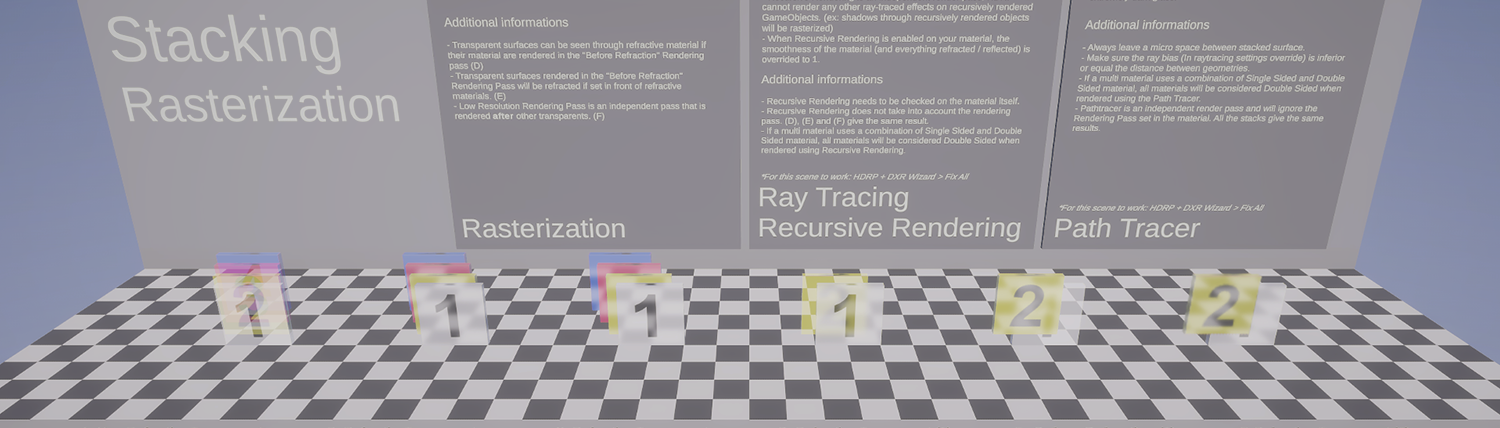 Stacking
Rasterization
Additional informations
- Transparent surfaces can be seen through refractive material if
their material are rendered in the "Before Refraction" Rendering
pass (D)
- Transparent surfaces rendered in the "Before Refraction"
Rendering Pass will be refracted if set in front of refractive
materials. (E)
- Low Resolution Rendering Pass is an independent pass that is
rendered after other transparents. (F)
Rasterization
cannot render any other ray-traced effects on recursively rendered
GameObjects. (ex: shadows through recursively rendered objects
will be rasterized)
- When Recursive Rendering is enabled on your material, the
smoothness of the material (and everything refracted / reflected) is
overrided to 1.
Additional informations
- Recursive Rendering needs to be checked on the material itself.
- Recursive Rendering does not take into account the rendering
pass. (D), (E) and (F) give the same result.
- If a multi material uses a combination of Single Sided and Double
Sided material, all materials will be considered Double Sided when
rendered using Recursive Rendering.
*For this scene to work: HDRP + DXR Wizard > Fix All
Ray Tracing
Recursive Rendering
Additional informations
- Always leave a micro space between stacked surface.
- Make sure the ray bias (In raytracing settings override) is inferior
or equal the distance between geometries.
- If a multi material uses a combination of Single Sided and Double
Sided material, all materials will be considered Double Sided when
rendered using the Path Tracer.
- Pathtracer is an independent render pass and will ignore the
Rendering Pass set in the material. All the stacks give the same
results.
*For this scene to work: HDRP + DXR Wizard > Fix All
Path Tracer
1
1
1
2
2